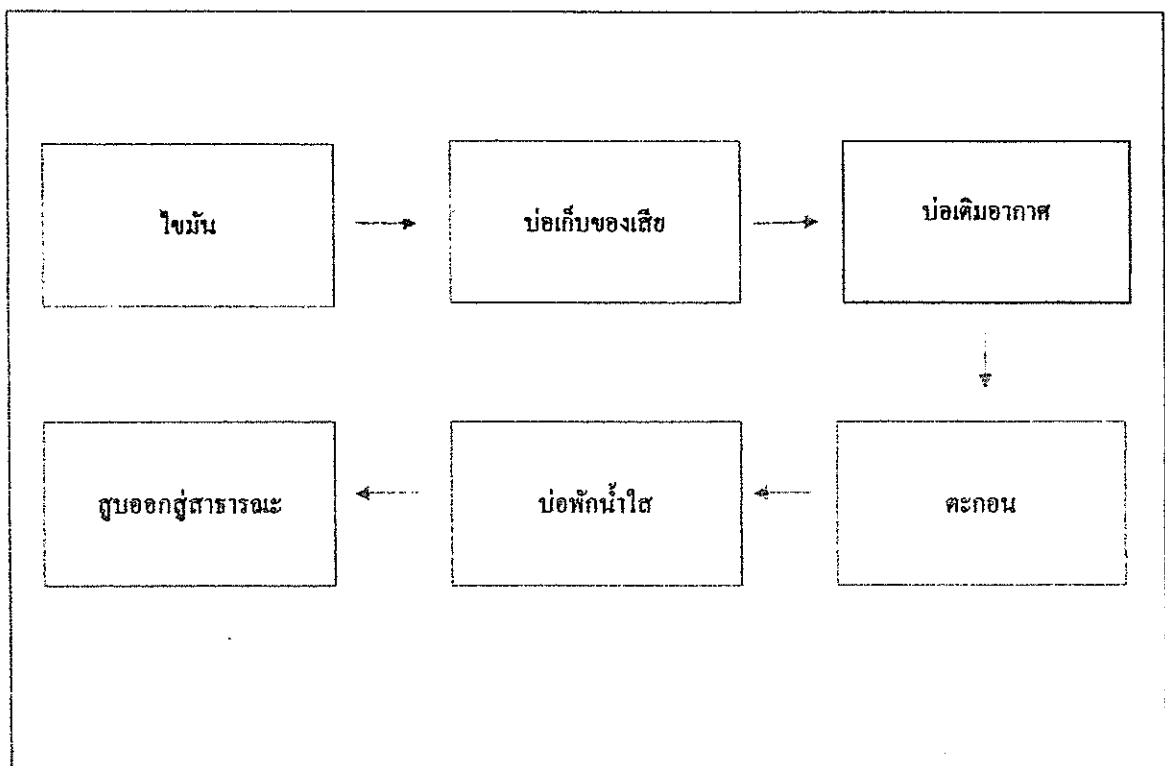 ไขมัน
บ่อเก็บของเสีย
บ่อเติมอากาศ
ตะกอน
บ่อพักน้ำใส
สูบออกสู่สาธารณะ